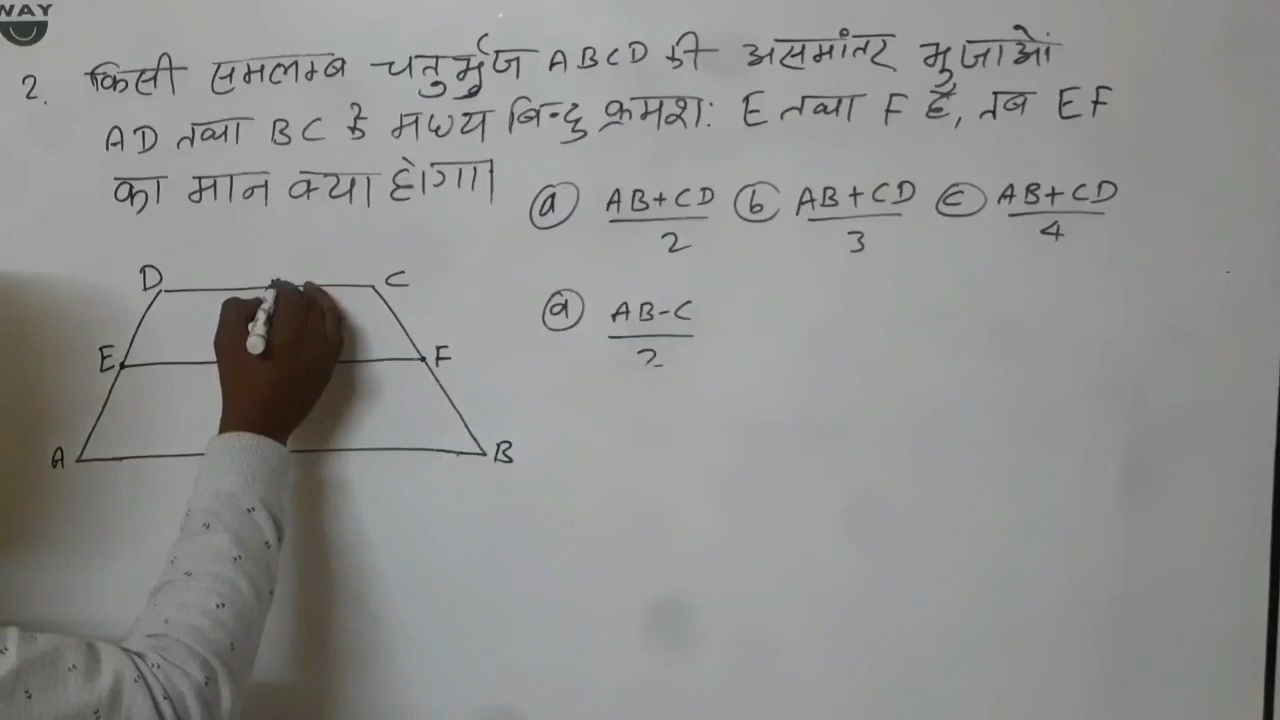 WAY
2. किसी समलम्ब चतुर्भुज ABCD की असमांतर भुजाओं
AD तथा BC के मध्य बिन्दु क्रमश: E तथा F है, तब EF
का मान क्या होगा।
ⓐ AB+CD/2 ⓑ AB+CD/3 ⓒ AB+CD/4
ⓓ AB-C/2
D C
E F
A B